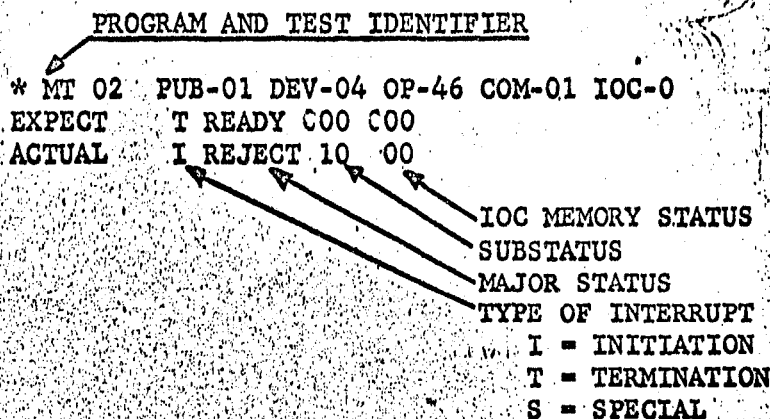 PROGRAM AND TEST IDENTIFIER
* MT 02 PUB-01 DEV-04 OP-46 COM-01 IOC-0
EXPECT T READY C00 C00
ACTUAL I REJECT 10 00
IOC MEMORY STATUS
SUBSTATUS
MAJOR STATUS
TYPE OF INTERRUPT
I = INITIATION
T = TERMINATION
S = SPECIAL